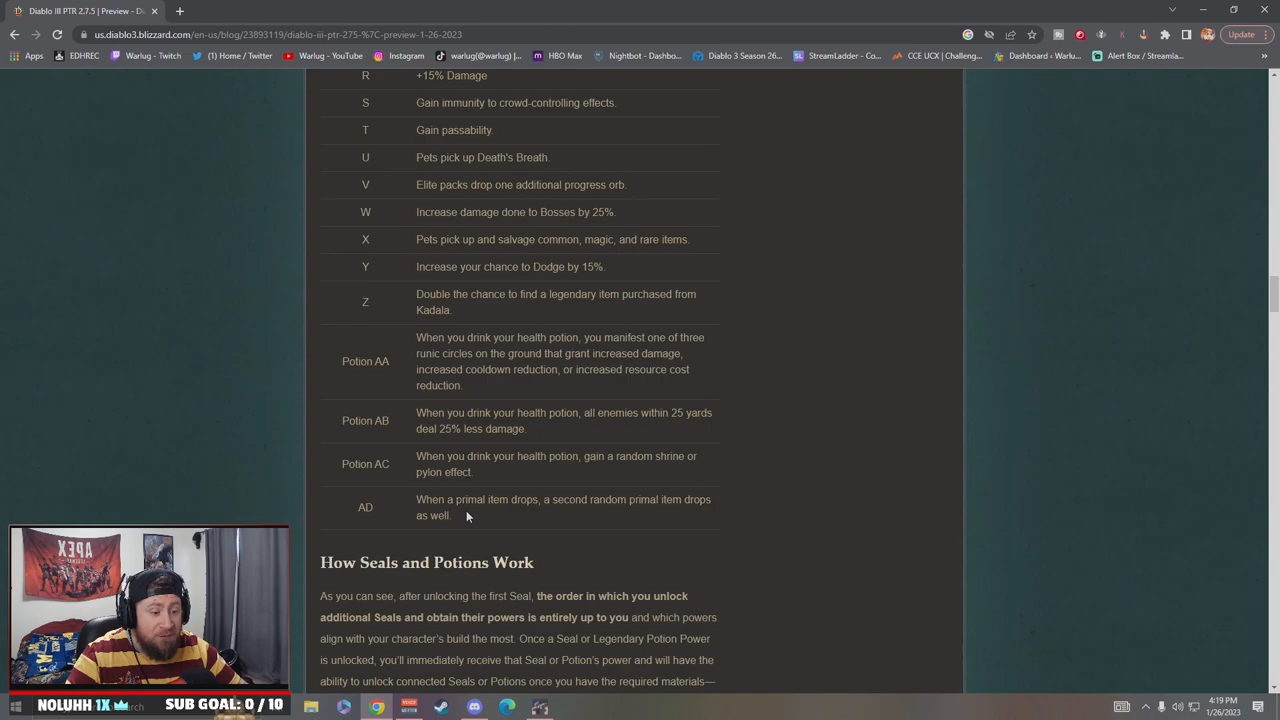 Diablo III PTR 2.7.5 | Preview -
us.diablo3.blizzard.com/en-us/blog/23893119/diablo-iii-ptr-275-%7C-preview-1-26-2023
Update
Apps
EDHREC
Warlug - Twitch
(1) Home / Twitter
Warlug - YouTube
Instagram
warlug(@warlug) |...
HBO Max
Nightbot - Dashbo...
Diablo 3 Season 26...
StreamLadder - Co...
CCE UCX | Challeng...
Dashboard < Warlu...
Alert Box / Streamla...
R +15% Damage
S Gain immunity to crowd-controlling effects.
T Gain passability.
U Pets pick up Death's Breath.
V Elite packs drop one additional progress orb.
W Increase damage done to Bosses by 25%.
X Pets pick up and salvage common, magic, and rare items.
Y Increase your chance to Dodge by 15%.
Z Double the chance to find a legendary item purchased from
Kadala.
Potion AA When you drink your health potion, you manifest one of three
runic circles on the ground that grant increased damage,
increased cooldown reduction, or increased resource cost
reduction.
Potion AB When you drink your health potion, all enemies within 25 yards
deal 25% less damage.
Potion AC When you drink your health potion, gain a random shrine or
pylon effect.
AD When a primal item drops, a second random primal item drops
as well.
How Seals and Potions Work
As you can see, after unlocking the first Seal, the order in which you unlock
additional Seals and obtain their powers is entirely up to you and which powers
align with your character's build the most. Once a Seal or Legendary Potion Power
is unlocked, you'll immediately receive that Seal or Potion's power and will have the
ability to unlock connected Seals or Potions once you have the required materials—
APEX
NOLUHH 1X
SUB GOAL: 0 / 10
4:19 PM
1/26/2023